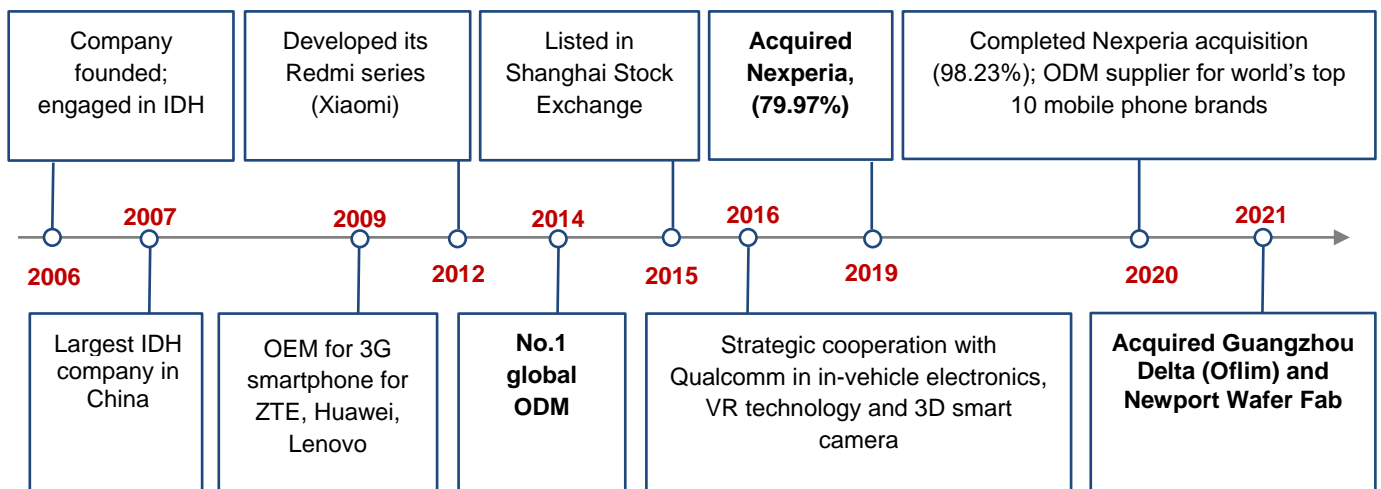 Company
founded;
engaged in IDH
Developed its
Redmi series
(Xiaomi)
Listed in
Shanghai Stock
Exchange
Acquired
Nexperia,
(79.97%)
Completed Nexperia acquisition
(98.23%); ODM supplier for world’s top
10 mobile phone brands
2007
2009
2014
2016
2021
2006
2012
2015
2019
2020
Largest IDH
company in
China
OEM for 3G
smartphone for
ZTE, Huawei,
Lenovo
No.1
global
ODM
Strategic cooperation with
Qualcomm in in-vehicle electronics,
VR technology and 3D smart
camera
Acquired Guangzhou
Delta (Oflim) and
Newport Wafer Fab